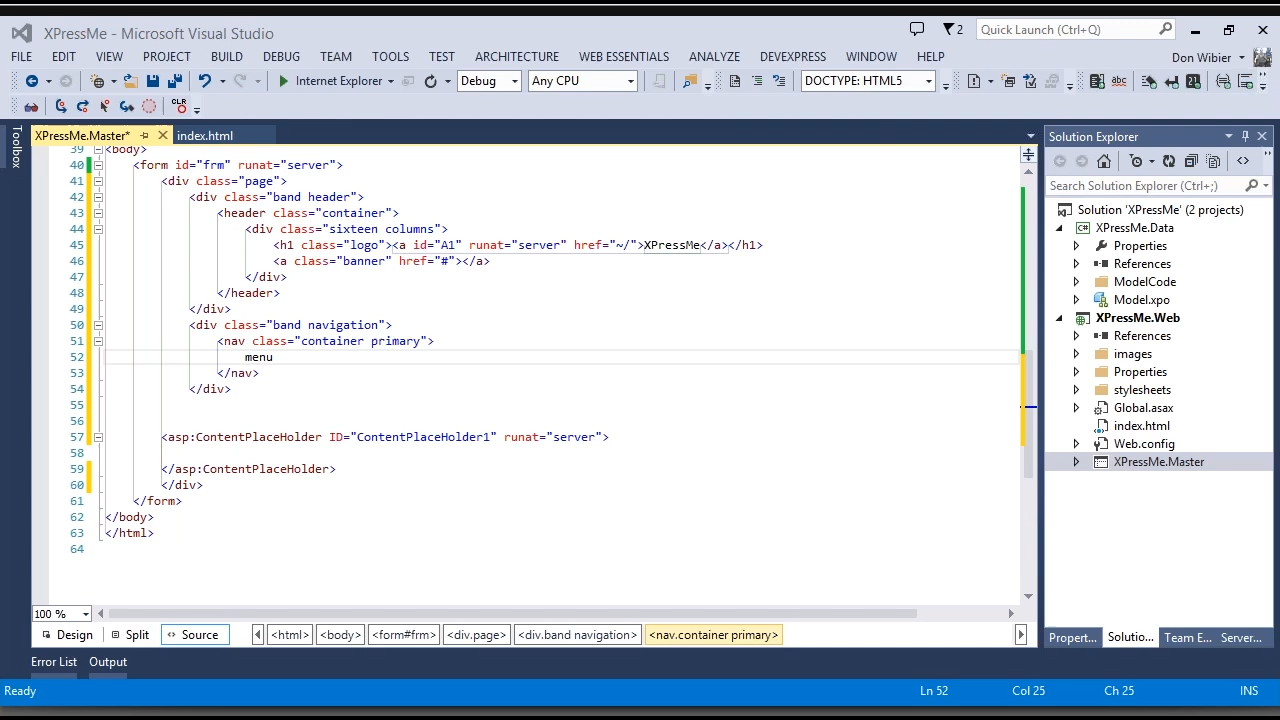 XPressMe - Microsoft Visual Studio
2
Quick Launch (Ctrl+Q)
FILE EDIT VIEW PROJECT BUILD DEBUG TEAM TOOLS TEST ARCHITECTURE WEB ESSENTIALS ANALYZE DEVEXPRESS WINDOW HELP
Don Wibier
Internet Explorer
Debug
Any CPU
DOCTYPE: HTML5
abc
CLR
Toolbox
XPressMe.Master*
index.html
39 <body>
40 <form id="frm" runat="server">
41 <div class="page">
42 <div class="band header">
43 <header class="container">
44 <div class="sixteen columns">
45 <h1 class="logo"><a id="A1" runat="server" href="~/">XPressMe</a></h1>
46 <a class="banner" href="#"></a>
47 </div>
48 </header>
49 </div>
50 <div class="band navigation">
51 <nav class="container primary">
52 menu
53 </nav>
54 </div>
55
56
57 <asp:ContentPlaceHolder ID="ContentPlaceHolder1" runat="server">
58
59 </asp:ContentPlaceHolder>
60 </div>
61 </form>
62 </body>
63 </html>
64
100 %
Design
Split
Source
<html> <body> <form#frm> <div.page> <div.band navigation> <nav.container primary>
Solution Explorer
Search Solution Explorer (Ctrl+;)
Solution 'XPressMe' (2 projects)
C# XPressMe.Data
Properties
References
ModelCode
Model.xpo
XPressMe.Web
References
images
Properties
stylesheets
Global.asax
index.html
Web.config
XPressMe.Master
Propert... Solutio... Team E... Server...
Error List Output
Ready
Ln 52 Col 25 Ch 25 INS